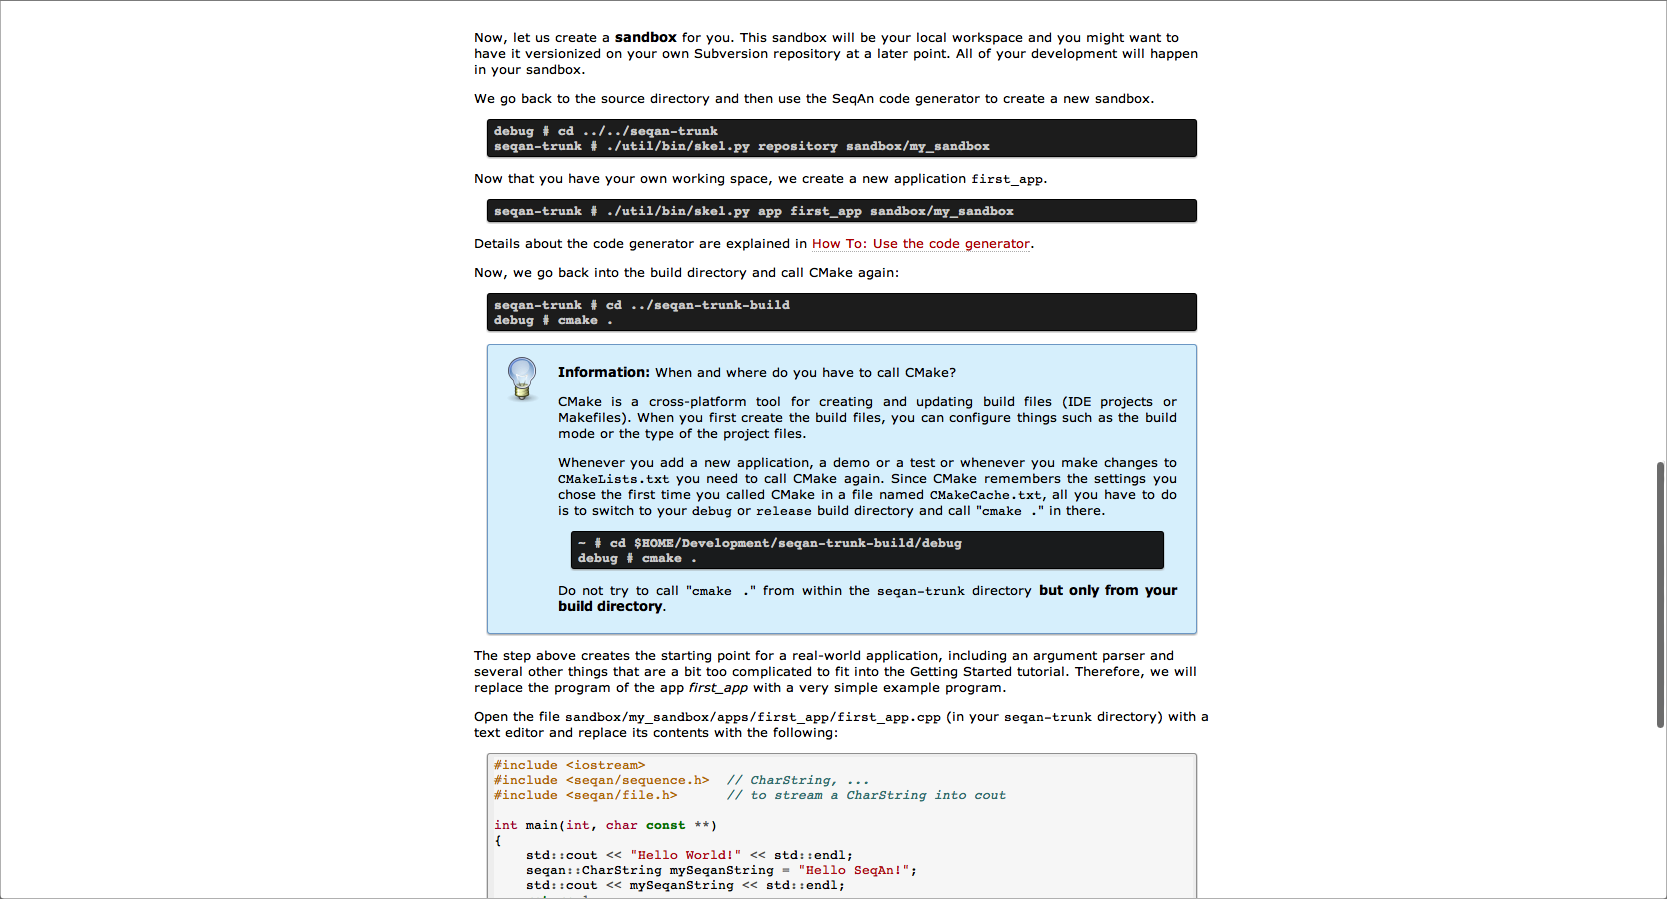 Now, let us create a sandbox for you. This sandbox will be your local workspace and you might want to
have it versionized on your own Subversion repository at a later point. All of your development will happen
in your sandbox.
We go back to the source directory and then use the SeqAn code generator to create a new sandbox.
debug # cd ../../seqan-trunk
seqan-trunk # ./util/bin/skel.py repository sandbox/my_sandbox
Now that you have your own working space, we create a new application first_app.
seqan-trunk # ./util/bin/skel.py app first_app sandbox/my_sandbox
Details about the code generator are explained in How To: Use the code generator.
Now, we go back into the build directory and call CMake again:
seqan-trunk # cd ../seqan-trunk-build
debug # cmake .
Information: When and where do you have to call CMake?
CMake is a cross-platform tool for creating and updating build files (IDE projects or
Makefiles). When you first create the build files, you can configure things such as the build
mode or the type of the project files.
Whenever you add a new application, a demo or a test or whenever you make changes to
CMakeLists.txt you need to call CMake again. Since CMake remembers the settings you
chose the first time you called CMake in a file named CMakeCache.txt, all you have to do
is to switch to your debug or release build directory and call "cmake ." in there.
~ # cd $HOME/Development/seqan-trunk-build/debug
debug # cmake .
Do not try to call "cmake ." from within the seqan-trunk directory but only from your
build directory.
The step above creates the starting point for a real-world application, including an argument parser and
several other things that are a bit too complicated to fit into the Getting Started tutorial. Therefore, we will
replace the program of the app first_app with a very simple example program.
Open the file sandbox/my_sandbox/apps/first_app/first_app.cpp (in your seqan-trunk directory) with a
text editor and replace its contents with the following:
#include <iostream>
#include <seqan/sequence.h>  // CharString, ...
#include <seqan/file.h>      // to stream a CharString into cout
int main(int, char const **)
{
    std::cout << "Hello World!" << std::endl;
    seqan::CharString mySeqanString = "Hello SeqAn!";
    std::cout << mySeqanString << std::endl;